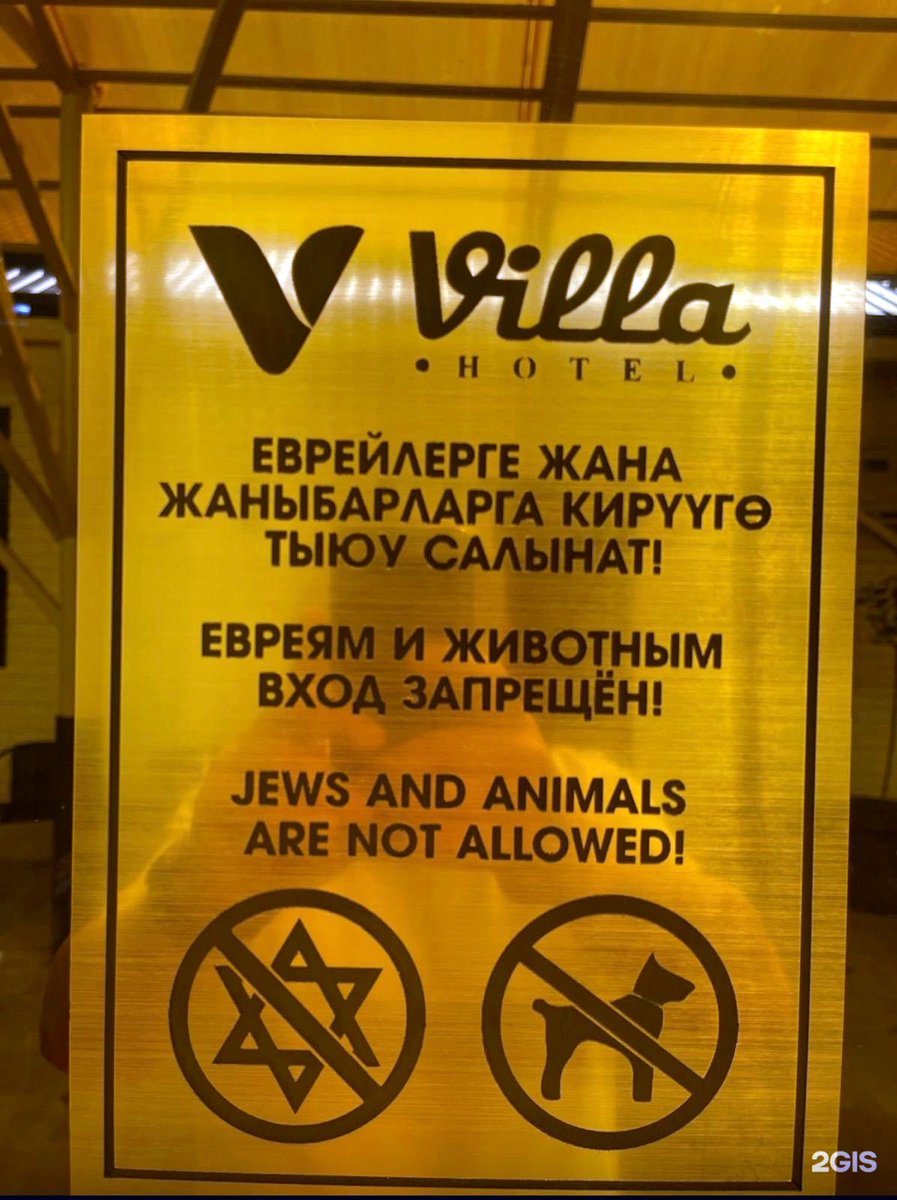 Villa
• HOTEL •
ЕВРЕЙЛЕРГЕ ЖАНА
ЖАНЫБАРЛАРГА КИРҮҮГӨ
ТЫЮУ САЛЫНАТ!
ЕВРЕЯМ И ЖИВОТНЫМ
ВХОД ЗАПРЕЩЁН!
JEWS AND ANIMALS
ARE NOT ALLOWED!
2GIS